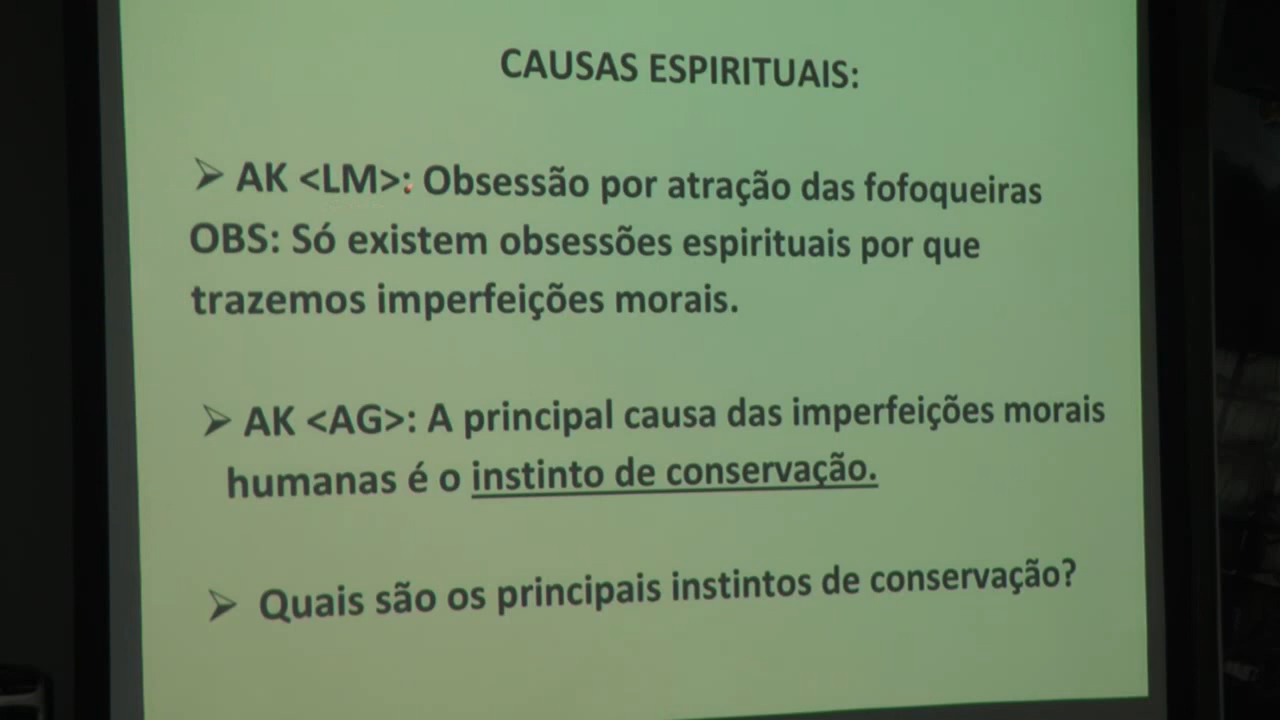 CAUSAS ESPIRITUAIS:
➢ AK <LM>: Obsessão por atração das fofoqueiras
OBS: Só existem obsessões espirituais por que
trazemos imperfeições morais.
➢ AK <AG>: A principal causa das imperfeições morais
humanas é o instinto de conservação.
➢ Quais são os principais instintos de conservação?